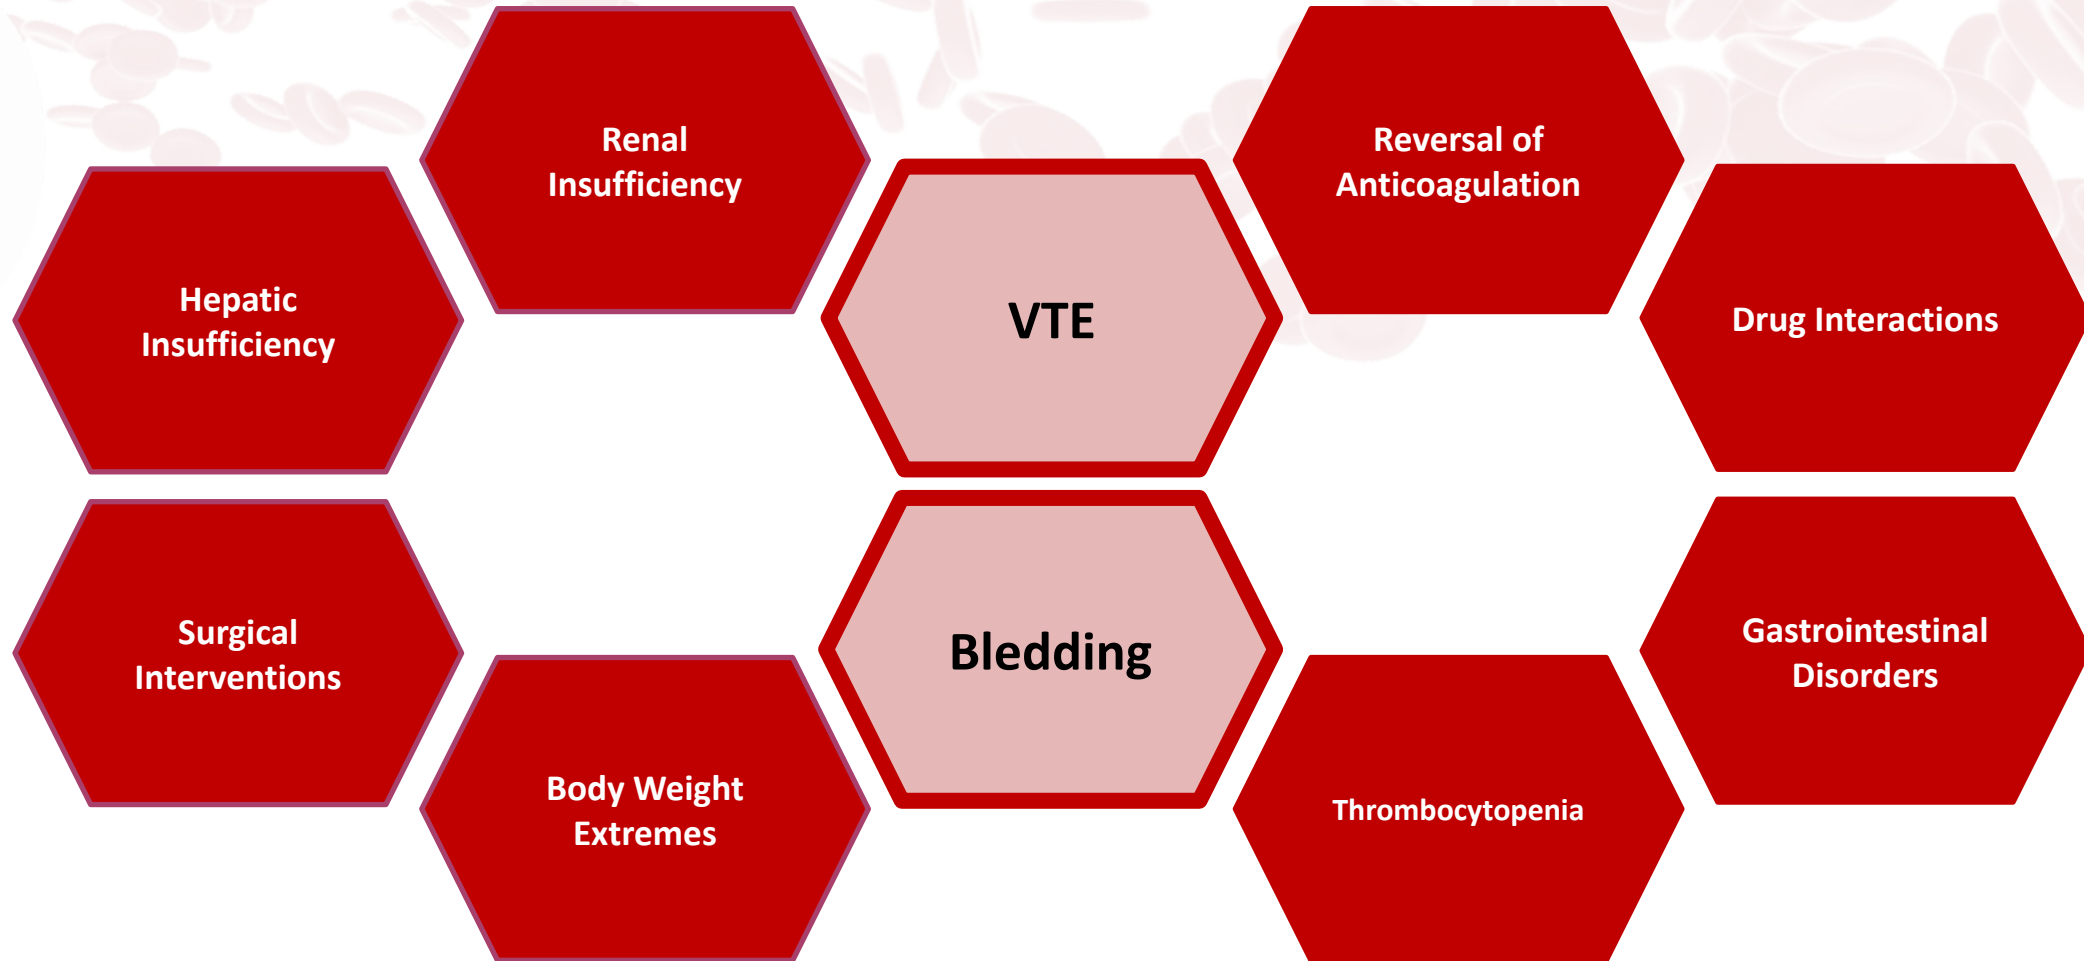 Renal
Insufficiency
Reversal of
Anticoagulation
Hepatic
Insufficiency
VTE
Drug Interactions
Surgical
Interventions
Bledding
Gastrointestinal
Disorders
Body Weight
Extremes
Thrombocytopenia